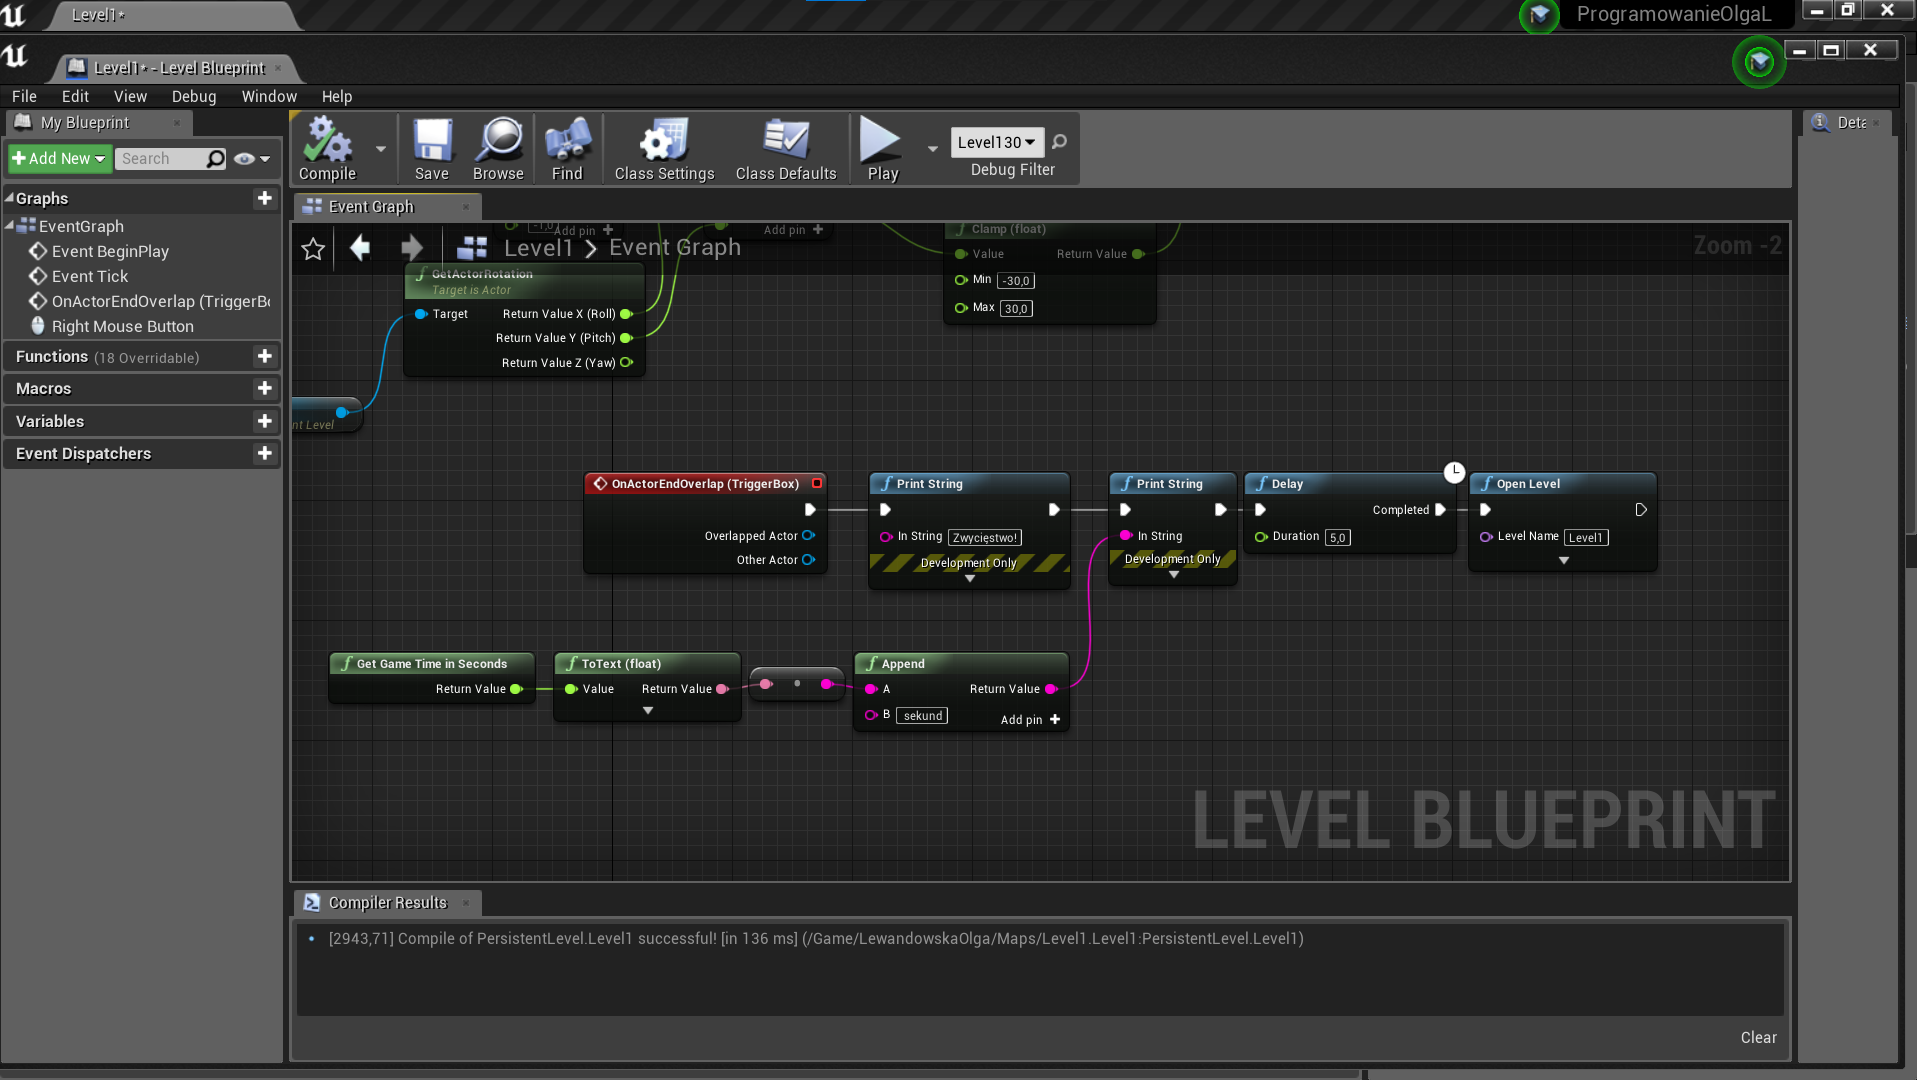 Level1*
ProgramowanieOlgaL
Level1* - Level Blueprint
File Edit View Debug Window Help
My Blueprint
Add New
Search
Graphs
EventGraph
Event BeginPlay
Event Tick
OnActorEndOverlap (TriggerBo
Right Mouse Button
Functions (18 Overridable)
Macros
Variables
Event Dispatchers
Compile
Save
Browse
Find
Class Settings
Class Defaults
Play
Level130
Debug Filter
Deta
Event Graph
Level1 > Event Graph
Zoom -2
-1,0
Add pin
Add pin
GetActorRotation
Target is Actor
Target
Return Value X (Roll)
Return Value Y (Pitch)
Return Value Z (Yaw)
nt Level
Clamp (float)
Value
Return Value
Min -30,0
Max 30,0
OnActorEndOverlap (TriggerBox)
Overlapped Actor
Other Actor
Print String
In String Zwycięstwo!
Development Only
Print String
In String
Development Only
Delay
Completed
Duration 5,0
Open Level
Level Name Level1
Get Game Time in Seconds
Return Value
ToText (float)
Value
Return Value
Append
A
Return Value
B sekund
Add pin
LEVEL BLUEPRINT
Compiler Results
[2943,71] Compile of PersistentLevel.Level1 successful! [in 136 ms] (/Game/LewandowskaOlga/Maps/Level1.Level1:PersistentLevel.Level1)
Clear